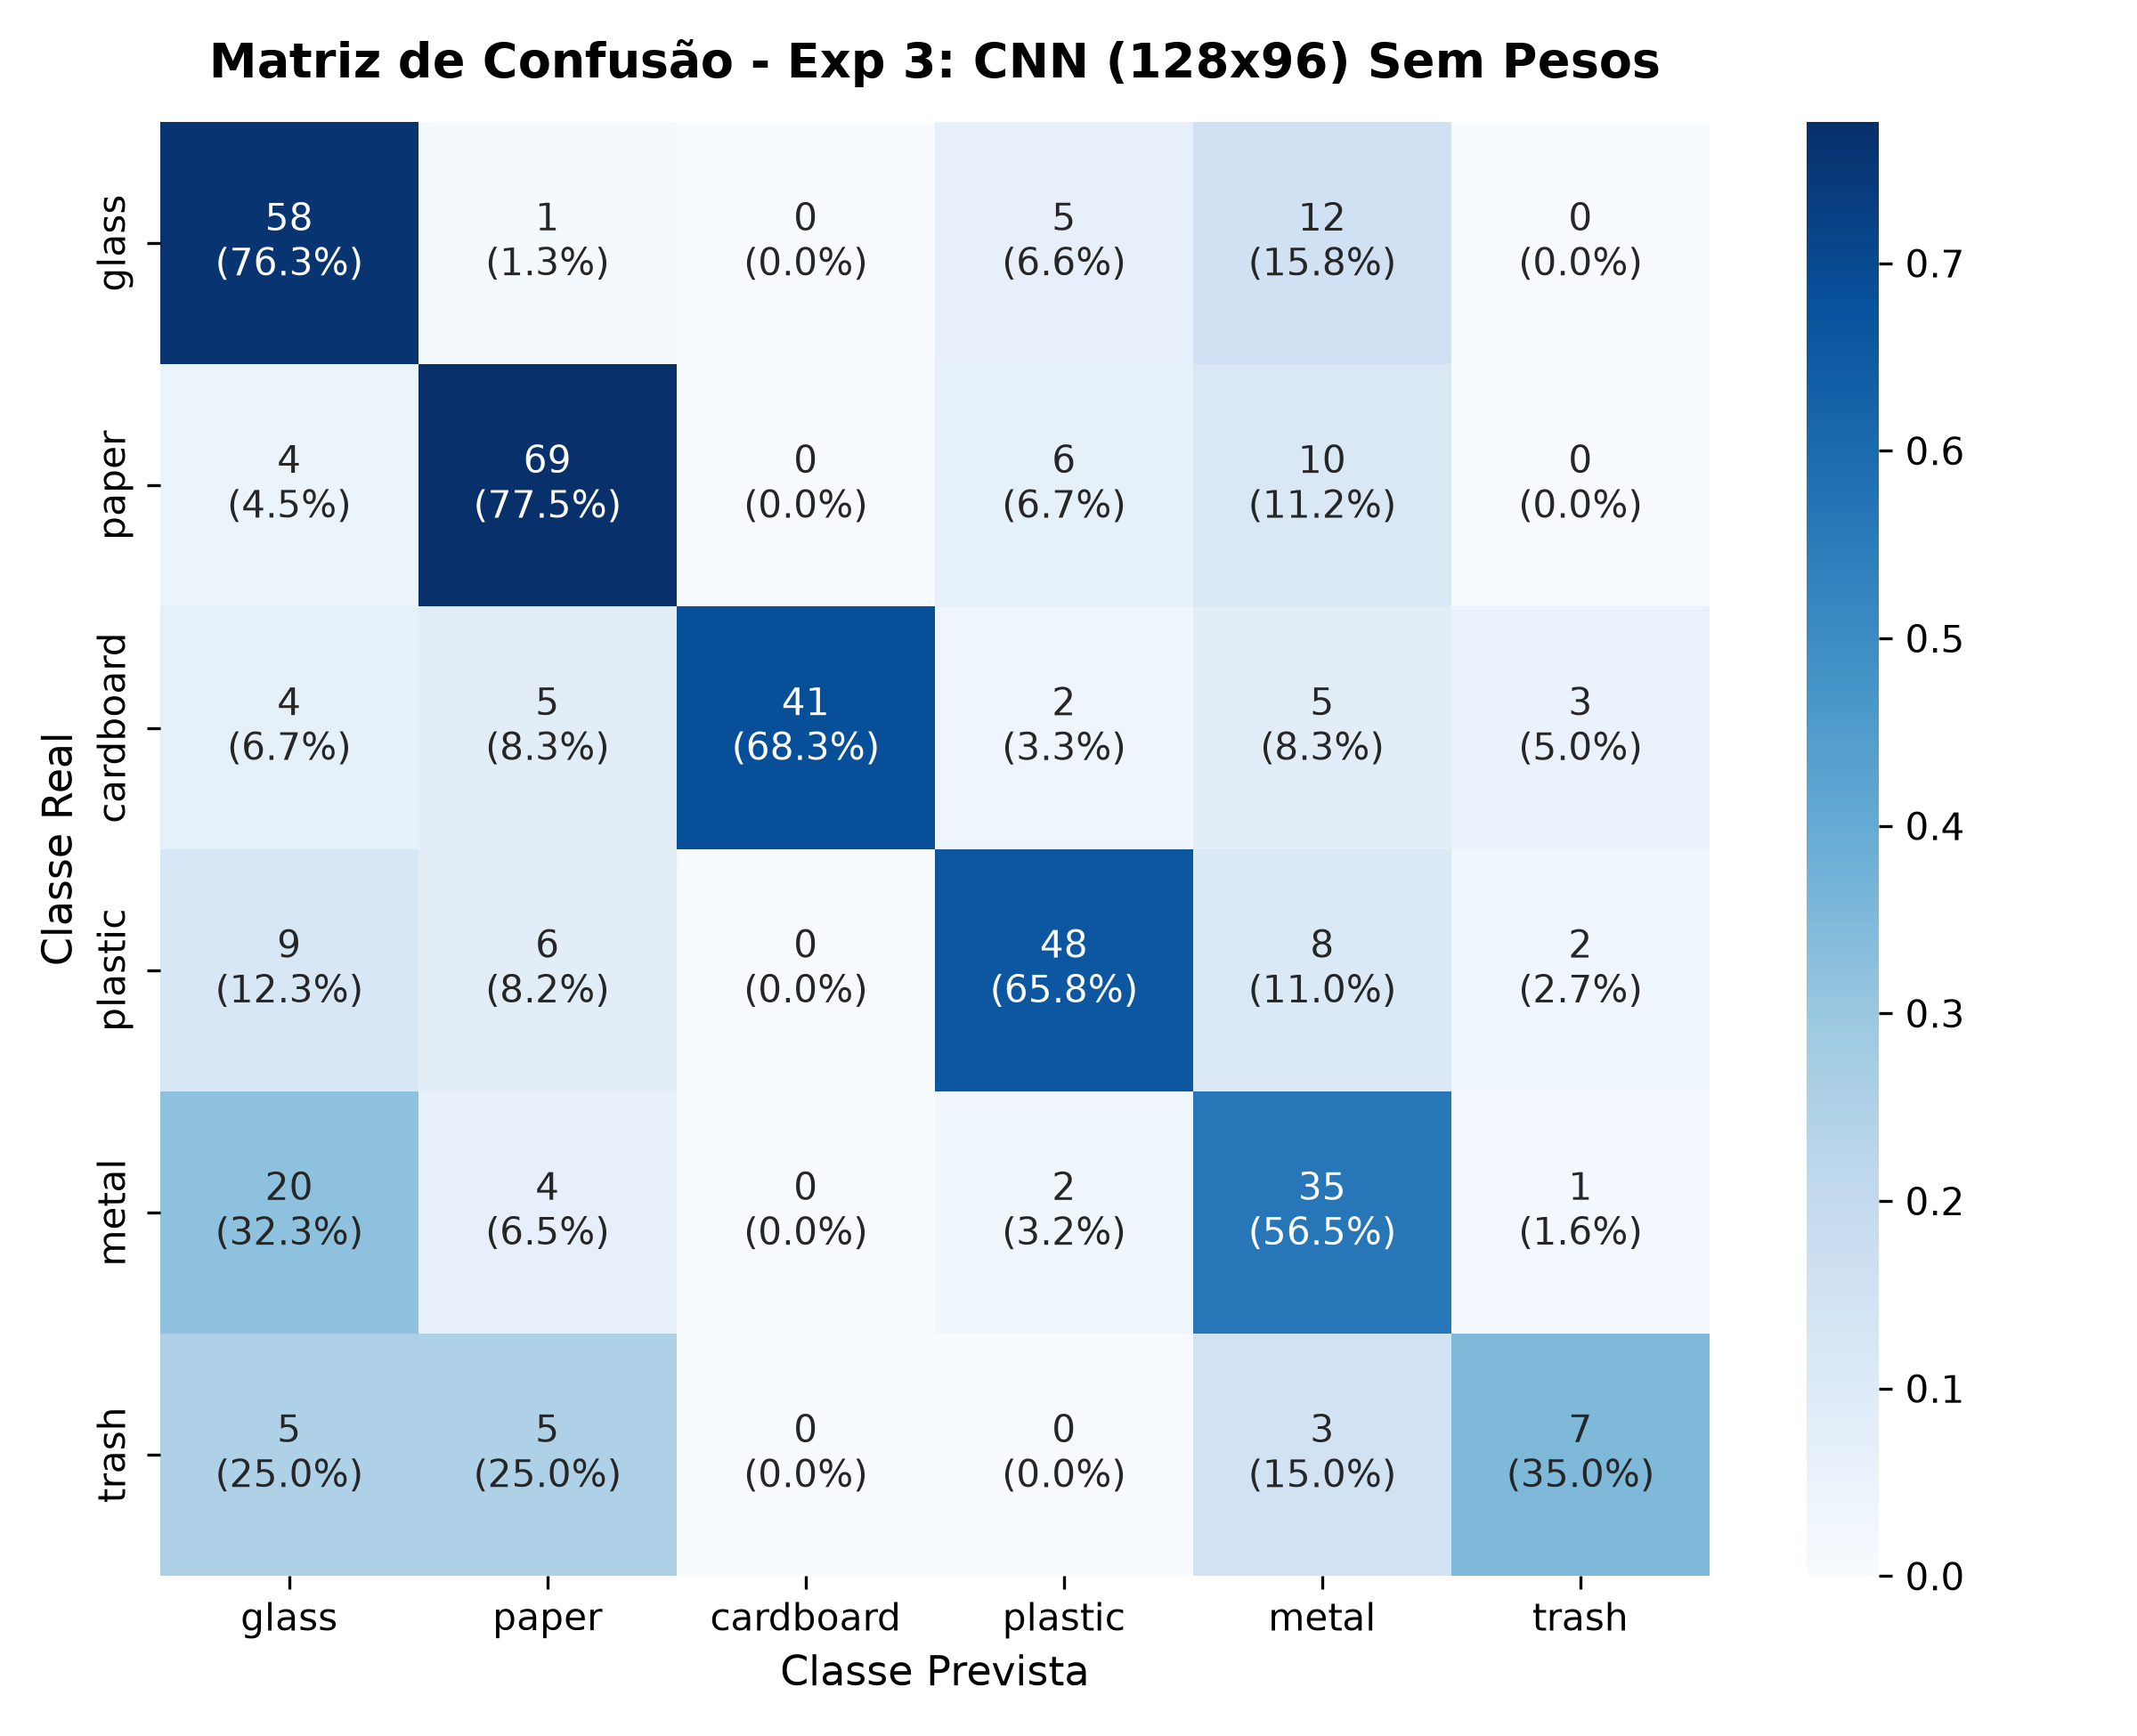 Matriz de Confusão - Exp 3: CNN (128x96) Sem Pesos
Classe Real
glass
58 1 0 5 12 0
(76.3%) (1.3%) (0.0%) (6.6%) (15.8%) (0.0%)
paper
4 69 0 6 10 0
(4.5%) (77.5%) (0.0%) (6.7%) (11.2%) (0.0%)
cardboard
4 5 41 2 5 3
(6.7%) (8.3%) (68.3%) (3.3%) (8.3%) (5.0%)
plastic
9 6 0 48 8 2
(12.3%) (8.2%) (0.0%) (65.8%) (11.0%) (2.7%)
metal
20 4 0 2 35 1
(32.3%) (6.5%) (0.0%) (3.2%) (56.5%) (1.6%)
trash
5 5 0 0 3 7
(25.0%) (25.0%) (0.0%) (0.0%) (15.0%) (35.0%)
glass paper cardboard plastic metal trash
Classe Prevista
0.7
0.6
0.5
0.4
0.3
0.2
0.1
0.0